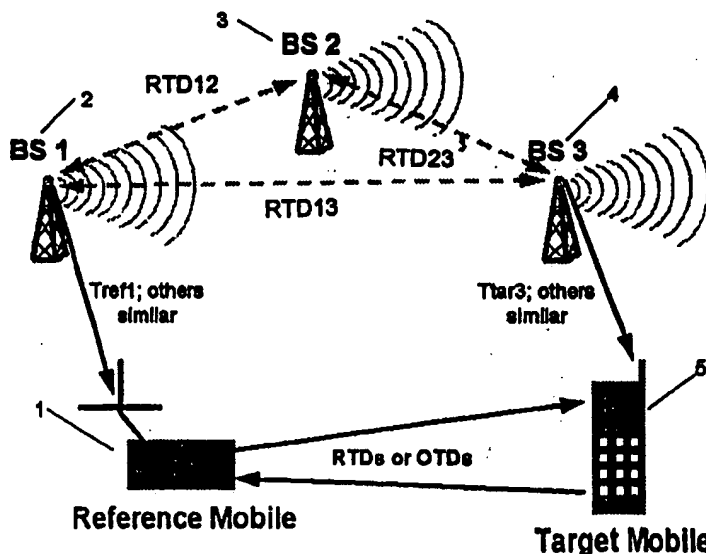 3
BS 2
RTD12
2
BS 1
4
RTD23
BS 3
RTD13
Tref1; others
similar
Ttar3; others
similar
1
5
RTDs or OTDs
Reference Mobile
Target Mobile